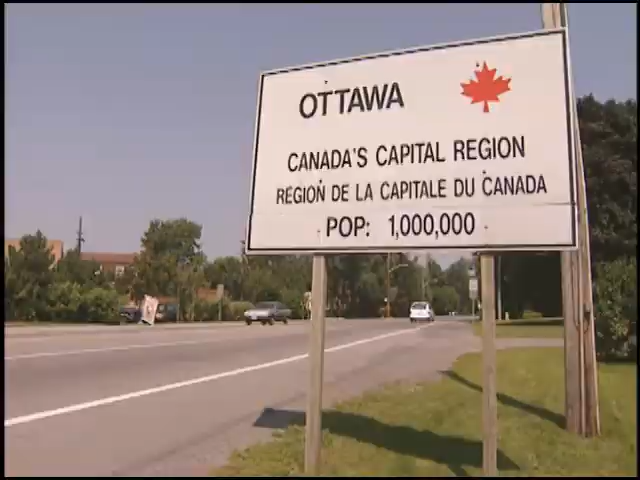 OTTAWA
CANADA'S CAPITAL REGION
RÉGION DE LA CAPITALE DU CANADA
POP: 1,000,000